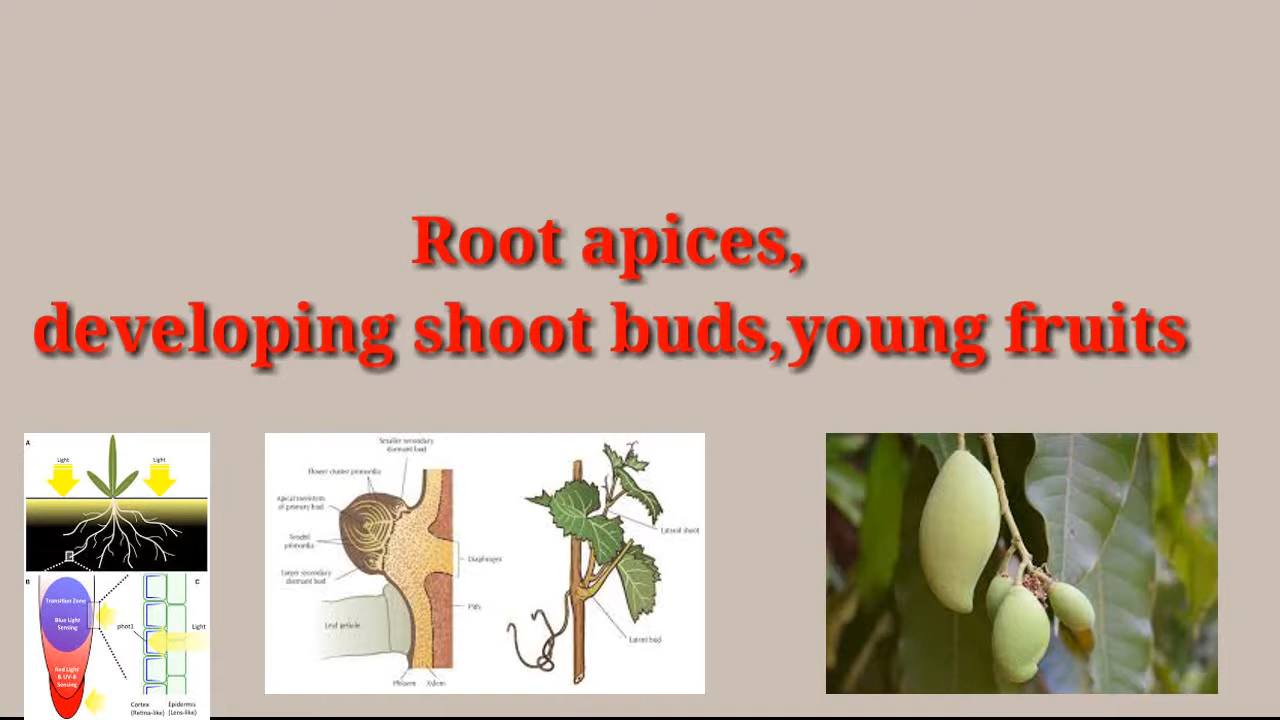 Root apices,
developing shoot buds,young fruits
A
Light
Light
B
C
Transition Zone
Blue Light
Sensing
phot1
Light
Red Light
& UV-B
Sensing
Cortex
(Retina-like)
Epidermis
(Lens-like)
Smaller secondary
dormant bud
Flower cluster primordia
Apical meristem
of primary bud
Tendril
primordia
Larger secondary
dormant bud
Leaf petiole
Diaphragm
Pith
Phloem
Xylem
Lateral shoot
Latent bud